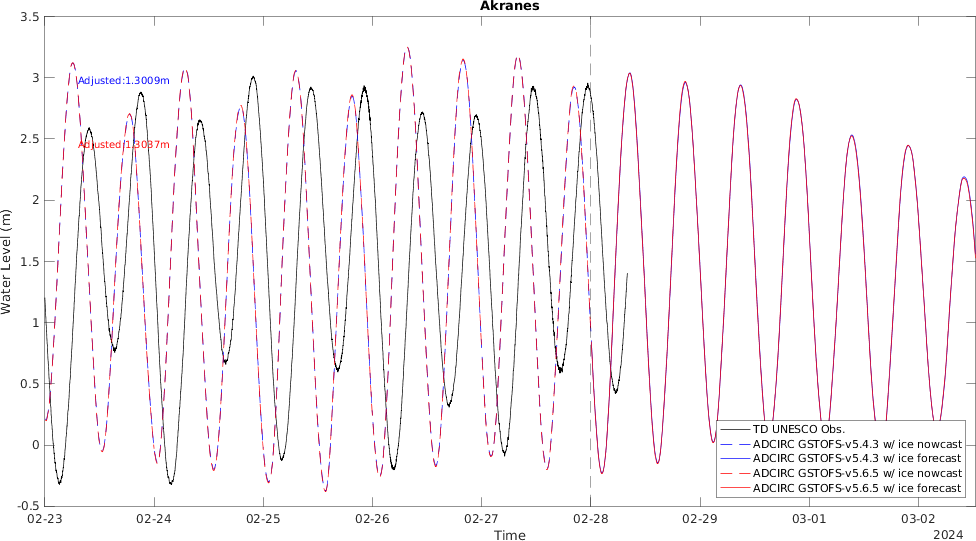 Akranes
3.5
3
2.5
2
1.5
1
0.5
0
-0.5
Water Level (m)
Adjusted:1.3009m
Adjusted:1.3037m
TD UNESCO Obs.
ADCIRC GSTOFS-v5.4.3 w/ ice nowcast
ADCIRC GSTOFS-v5.4.3 w/ ice forecast
ADCIRC GSTOFS-v5.6.5 w/ ice nowcast
ADCIRC GSTOFS-v5.6.5 w/ ice forecast
02-23 02-24 02-25 02-26 02-27 02-28 02-29 03-01 03-02
Time
2024